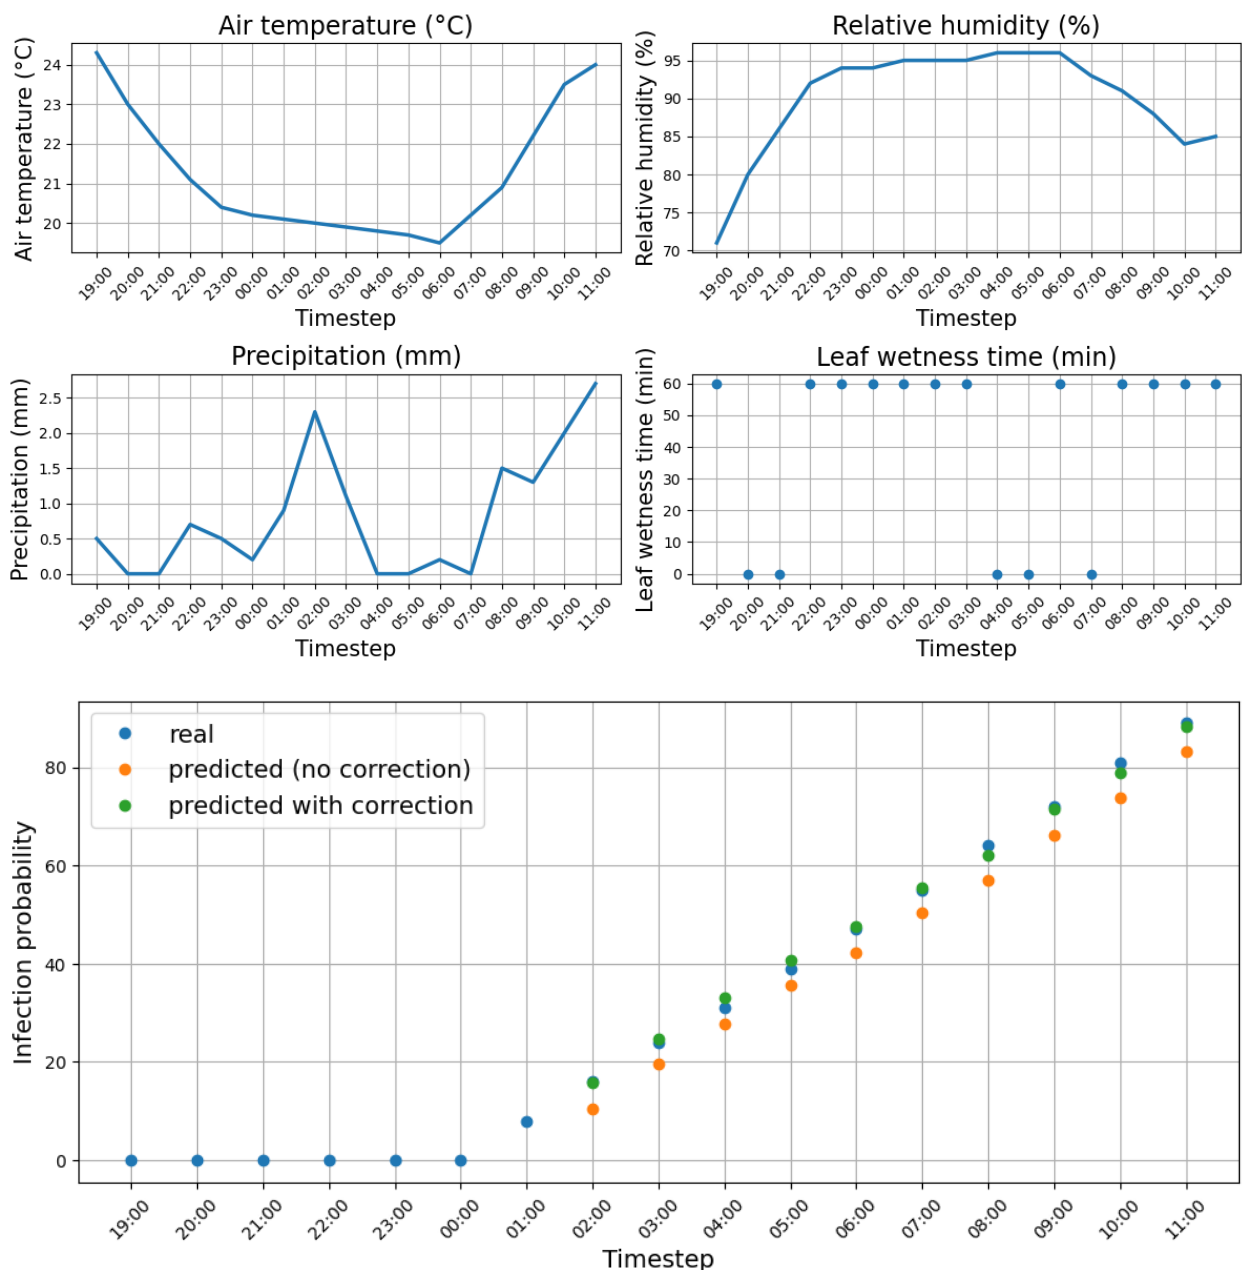 Air temperature (°C)
Air temperature (°C)
24
23
22
21
20
19:00 20:00 21:00 22:00 23:00 00:00 01:00 02:00 03:00 04:00 05:00 06:00 07:00 08:00 09:00 10:00 11:00
Timestep
Relative humidity (%)
Relative humidity (%)
95
90
85
80
75
70
19:00 20:00 21:00 22:00 23:00 00:00 01:00 02:00 03:00 04:00 05:00 06:00 07:00 08:00 09:00 10:00 11:00
Timestep
Precipitation (mm)
Precipitation (mm)
2.5
2.0
1.5
1.0
0.5
0.0
19:00 20:00 21:00 22:00 23:00 00:00 01:00 02:00 03:00 04:00 05:00 06:00 07:00 08:00 09:00 10:00 11:00
Timestep
Leaf wetness time (min)
Leaf wetness time (min)
60
50
40
30
20
10
0
19:00 20:00 21:00 22:00 23:00 00:00 01:00 02:00 03:00 04:00 05:00 06:00 07:00 08:00 09:00 10:00 11:00
Timestep
real
predicted (no correction)
predicted with correction
Infection probability
80
60
40
20
0
19:00 20:00 21:00 22:00 23:00 00:00 01:00 02:00 03:00 04:00 05:00 06:00 07:00 08:00 09:00 10:00 11:00
Timestep